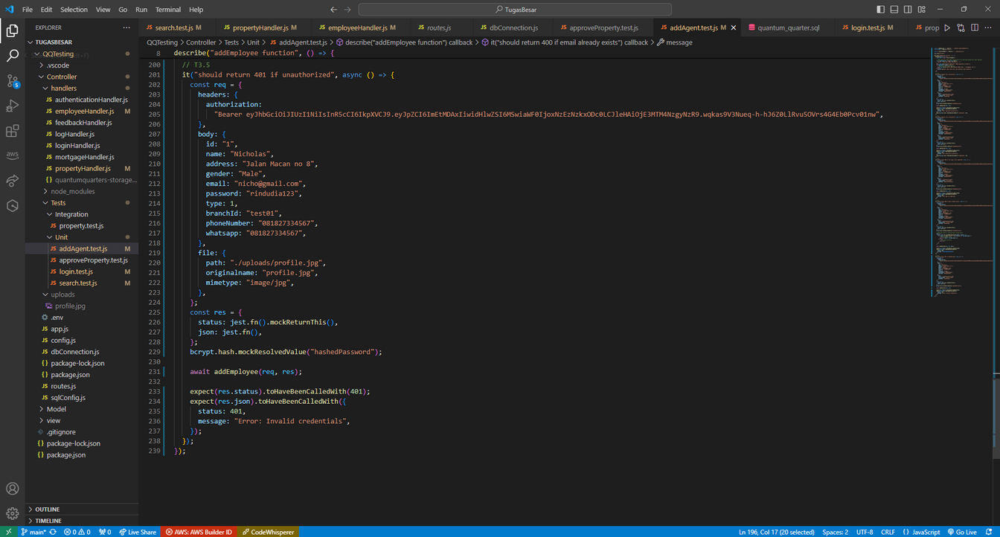 File Edit Selection View Go Run Terminal Help
TugasBesar
EXPLORER
search.test.js M
propertyHandler.js M
employeeHandler.js M
routes.js
dbConnection.js
approveProperty.test.js
addAgent.test.js M
quantum_quarter.sql
login.test.js M
prop
QQTesting > Controller > Tests > Unit > JS addAgent.test.js > describe("addEmployee function") callback > it("should return 400 if email already exists") callback > message
TUGASBESAR
QQTesting
.vscode
Controller
handlers
authenticationHandler.js
employeeHandler.js M
feedbackHandler.js
logHandler.js
loginHandler.js
mortgageHandler.js
propertyHandler.js M
quantumquarters-storage...
node_modules
Tests
Integration
property.test.js
Unit
addAgent.test.js M
approveProperty.test.js
login.test.js M
search.test.js M
uploads
profile.jpg
.env
app.js
config.js
dbConnection.js
package-lock.json
package.json
routes.js
sqlConfig.js
Model
view
.gitignore
package-lock.json
package.json
OUTLINE
TIMELINE
8 describe("addEmployee function", () => {
200 // T3.5
201 it("should return 401 if unauthorized", async () => {
202 const req = {
203 headers: {
204 authorization:
205
206 },
207 body: {
208 id: "1",
209 name: "Nicholas",
210 address: "Jalan Macan no 8",
211 gender: "Male",
212 email: "nicho@gmail.com",
213 password: "rindudia123",
214 type: 1,
215 branchId: "test01",
216 phoneNumber: "081827334567",
217 whatsapp: "081827334567",
218 },
219 file: {
220 path: "./uploads/profile.jpg",
221 originalname: "profile.jpg",
222 mimetype: "image/jpg",
223 },
224 };
225 const res = {
226 status: jest.fn().mockReturnThis(),
227 json: jest.fn(),
228 };
229 bcrypt.hash.mockResolvedValue("hashedPassword");
230
231 await addEmployee(req, res);
232
233 expect(res.status).toHaveBeenCalledWith(401);
234 expect(res.json).toHaveBeenCalledWith({
235 status: 401,
236 message: "Error: Invalid credentials",
237 });
238 });
239 });
main* 0 0 0 Live Share AWS: AWS Builder ID CodeWhisperer
Ln 196, Col 17 (20 selected) Spaces: 2 UTF-8 CRLF {} JavaScript Go Live